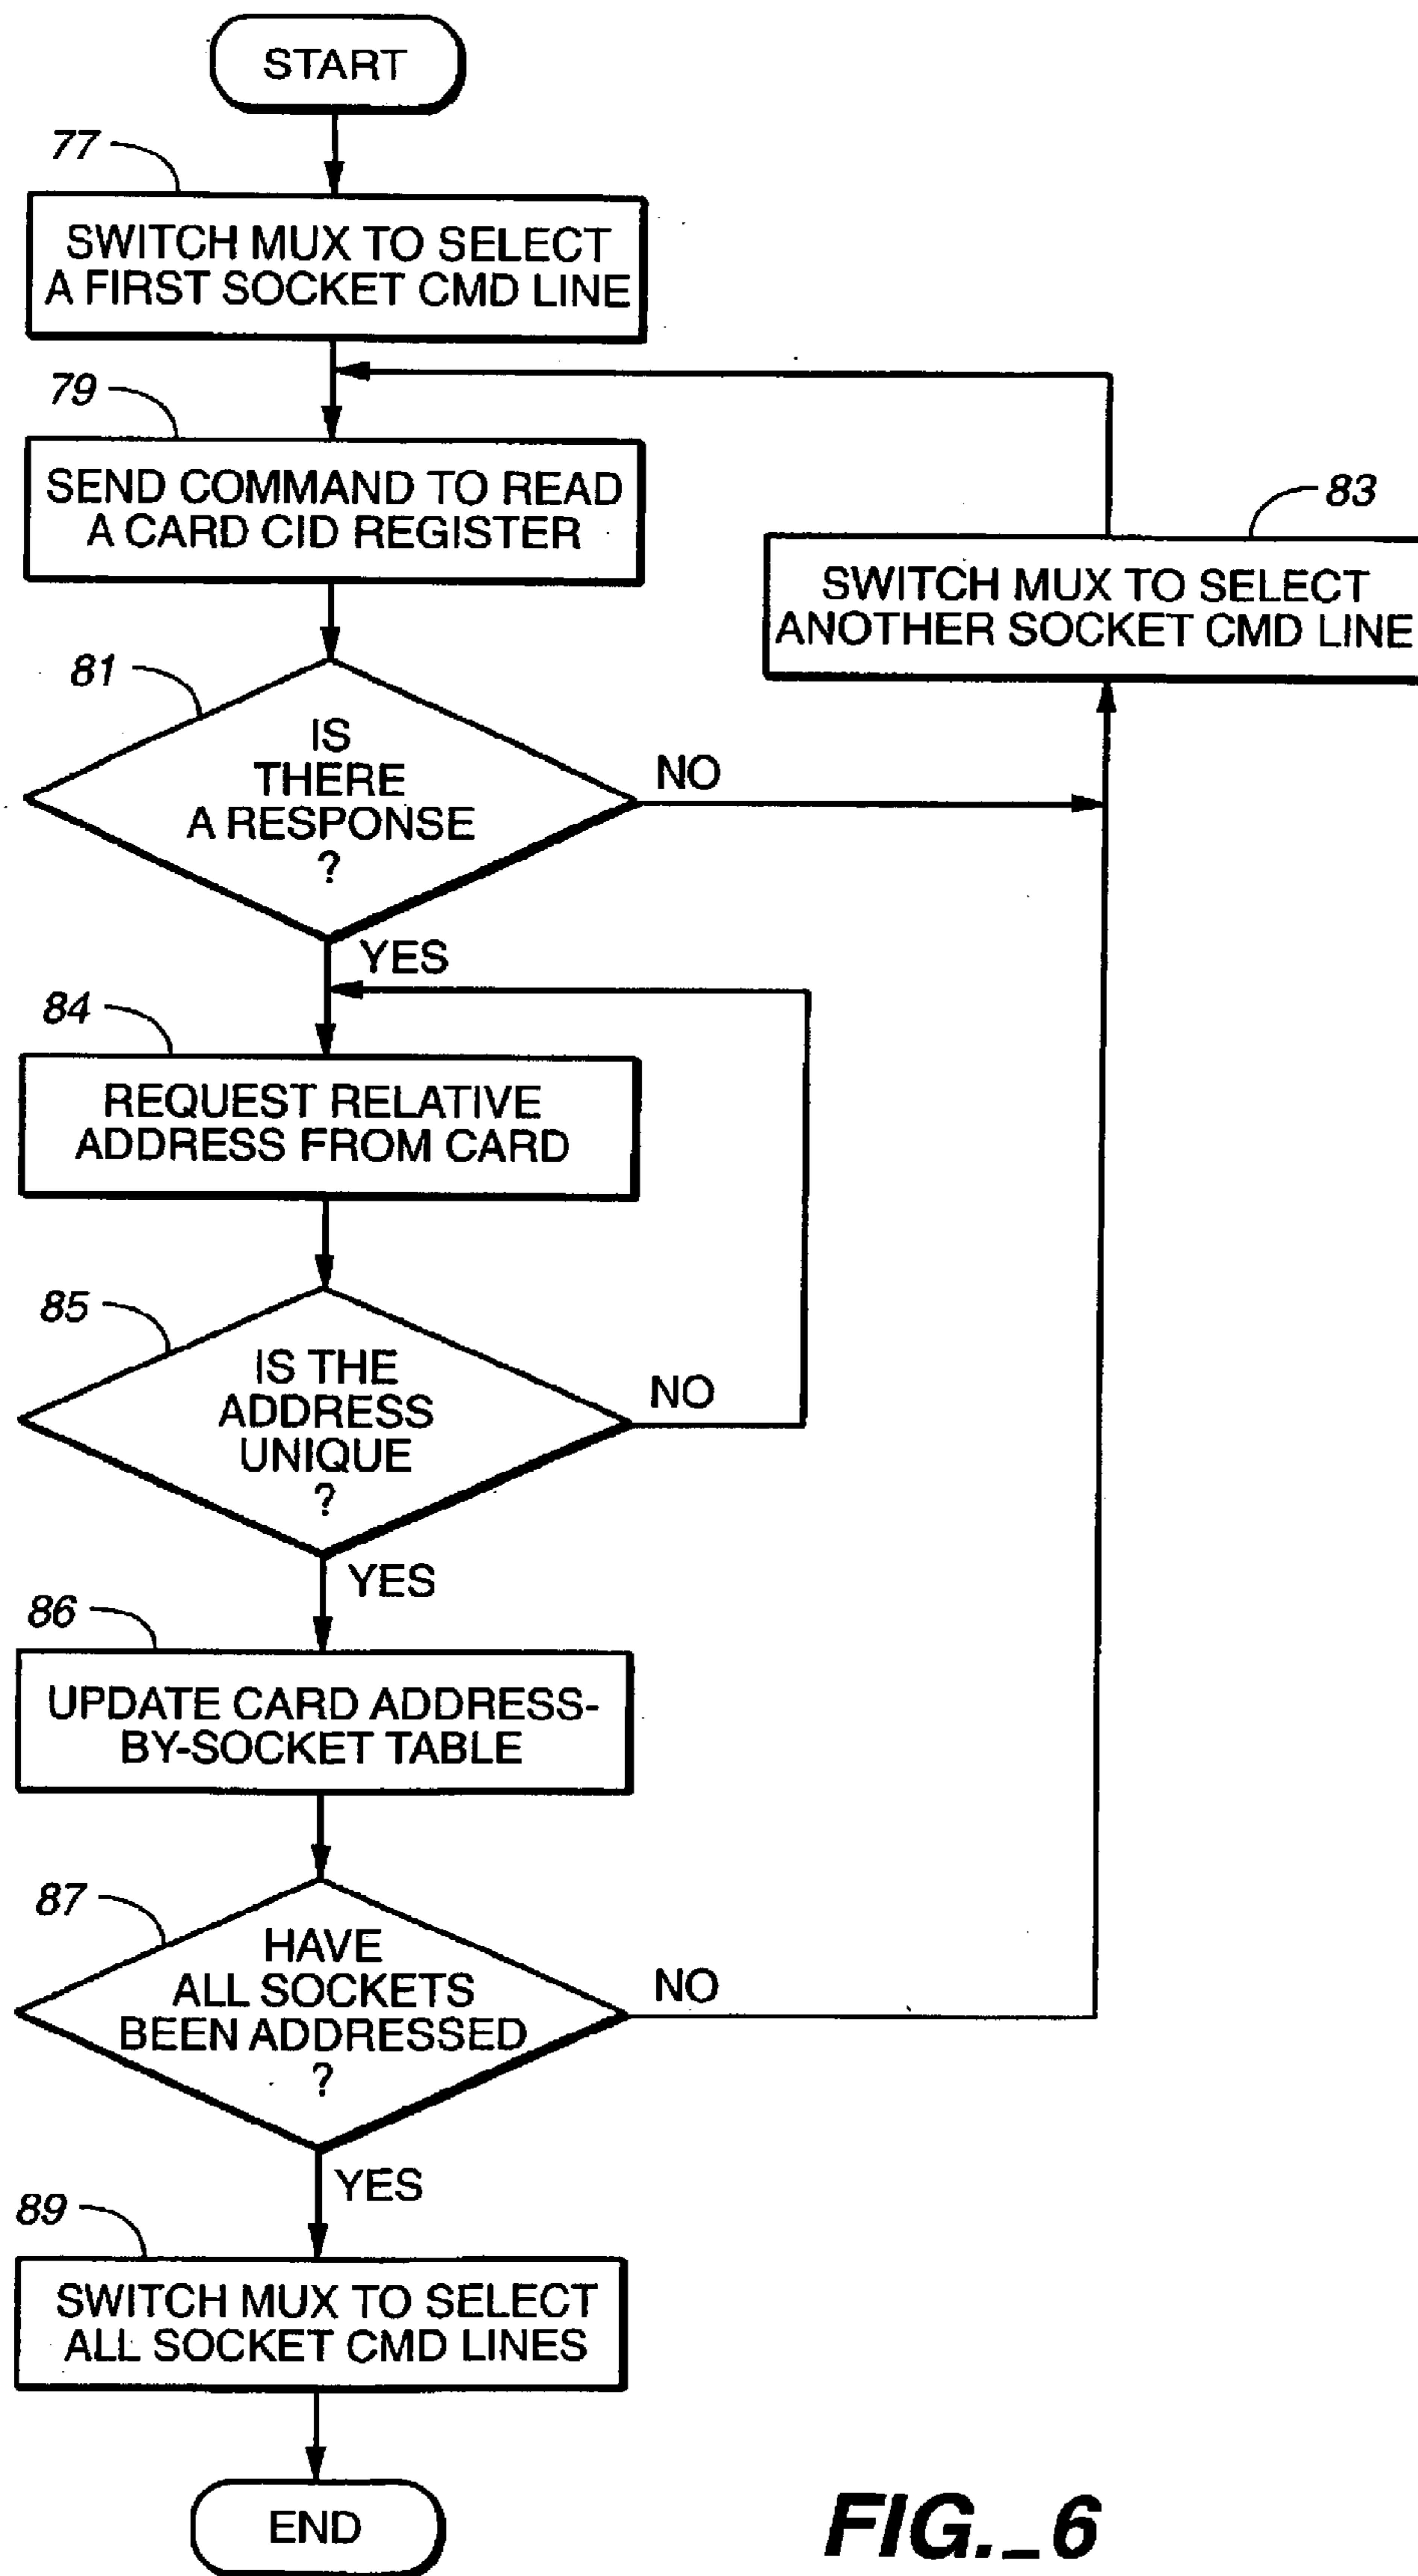 START
77
SWITCH MUX TO SELECT
A FIRST SOCKET CMD LINE
79
SEND COMMAND TO READ
A CARD CID REGISTER
83
SWITCH MUX TO SELECT
ANOTHER SOCKET CMD LINE
81
IS
THERE
A RESPONSE
?
NO
YES
84
REQUEST RELATIVE
ADDRESS FROM CARD
85
IS THE
ADDRESS
UNIQUE
?
NO
YES
86
UPDATE CARD ADDRESS-
BY-SOCKET TABLE
87
HAVE
ALL SOCKETS
BEEN ADDRESSED
?
NO
YES
89
SWITCH MUX TO SELECT
ALL SOCKET CMD LINES
END
FIG._6